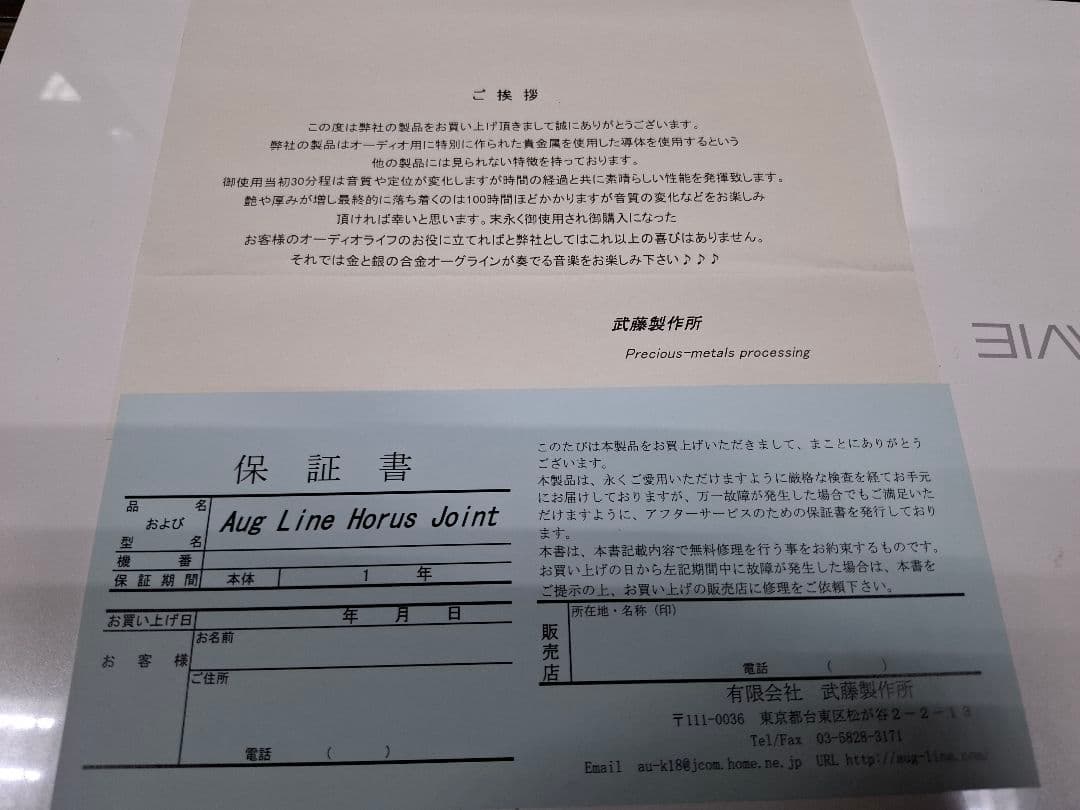 ご挨拶
この度は弊社の製品をお買い上げ頂きまして誠にありがとうございます。
弊社の製品はオーディオ用に特別に作られた貴金属を使用した導体を使用するという
他の製品には見られない特徴を持っております。
御使用当初30分程は音質や定位が変化しますが時間の経過と共に素晴らしい性能を発揮致します。
艶や厚みが増し最終的に落ち着くのは100時間ほどかかりますが音質の変化などをお楽しみ
頂ければ幸いと思います。末永く御使用され御購入になった
お客様のオーディオライフのお役に立てればと弊社としてはこれ以上の喜びはありません。
それでは金と銀の合金オーグラインが奏でる音楽をお楽しみ下さい♪♪♪
武藤製作所
Precious-metals processing
保証書
品名
および
型名
Aug Line Horus Joint
機番
保証期間 本体 1 年
お買い上げ日 年 月 日
お客様
お名前
ご住所
電話 ( )
このたびは本製品をお買上げいただきまして、まことにありがとう
ございます。
本製品は、永くご愛用いただけますように厳格な検査を経てお手元
にお届けしておりますが、万一故障が発生した場合でもご満足いた
だけますように、アフターサービスのための保証書を発行しており
ます。
本書は、本書記載内容で無料修理を行う事をお約束するものです。
お買い上げの日から左記期間中に故障が発生した場合は、本書を
ご提示の上、お買い上げの販売店に修理をご依頼下さい。
販売店
所在地・名称(印)
電話 ( )
有限会社 武藤製作所
〒111-0036 東京都台東区松が谷2-2-13
Tel/Fax 03-5828-3171
Email au-k18@jcom.home.ne.jp URL http://aug-line.com/